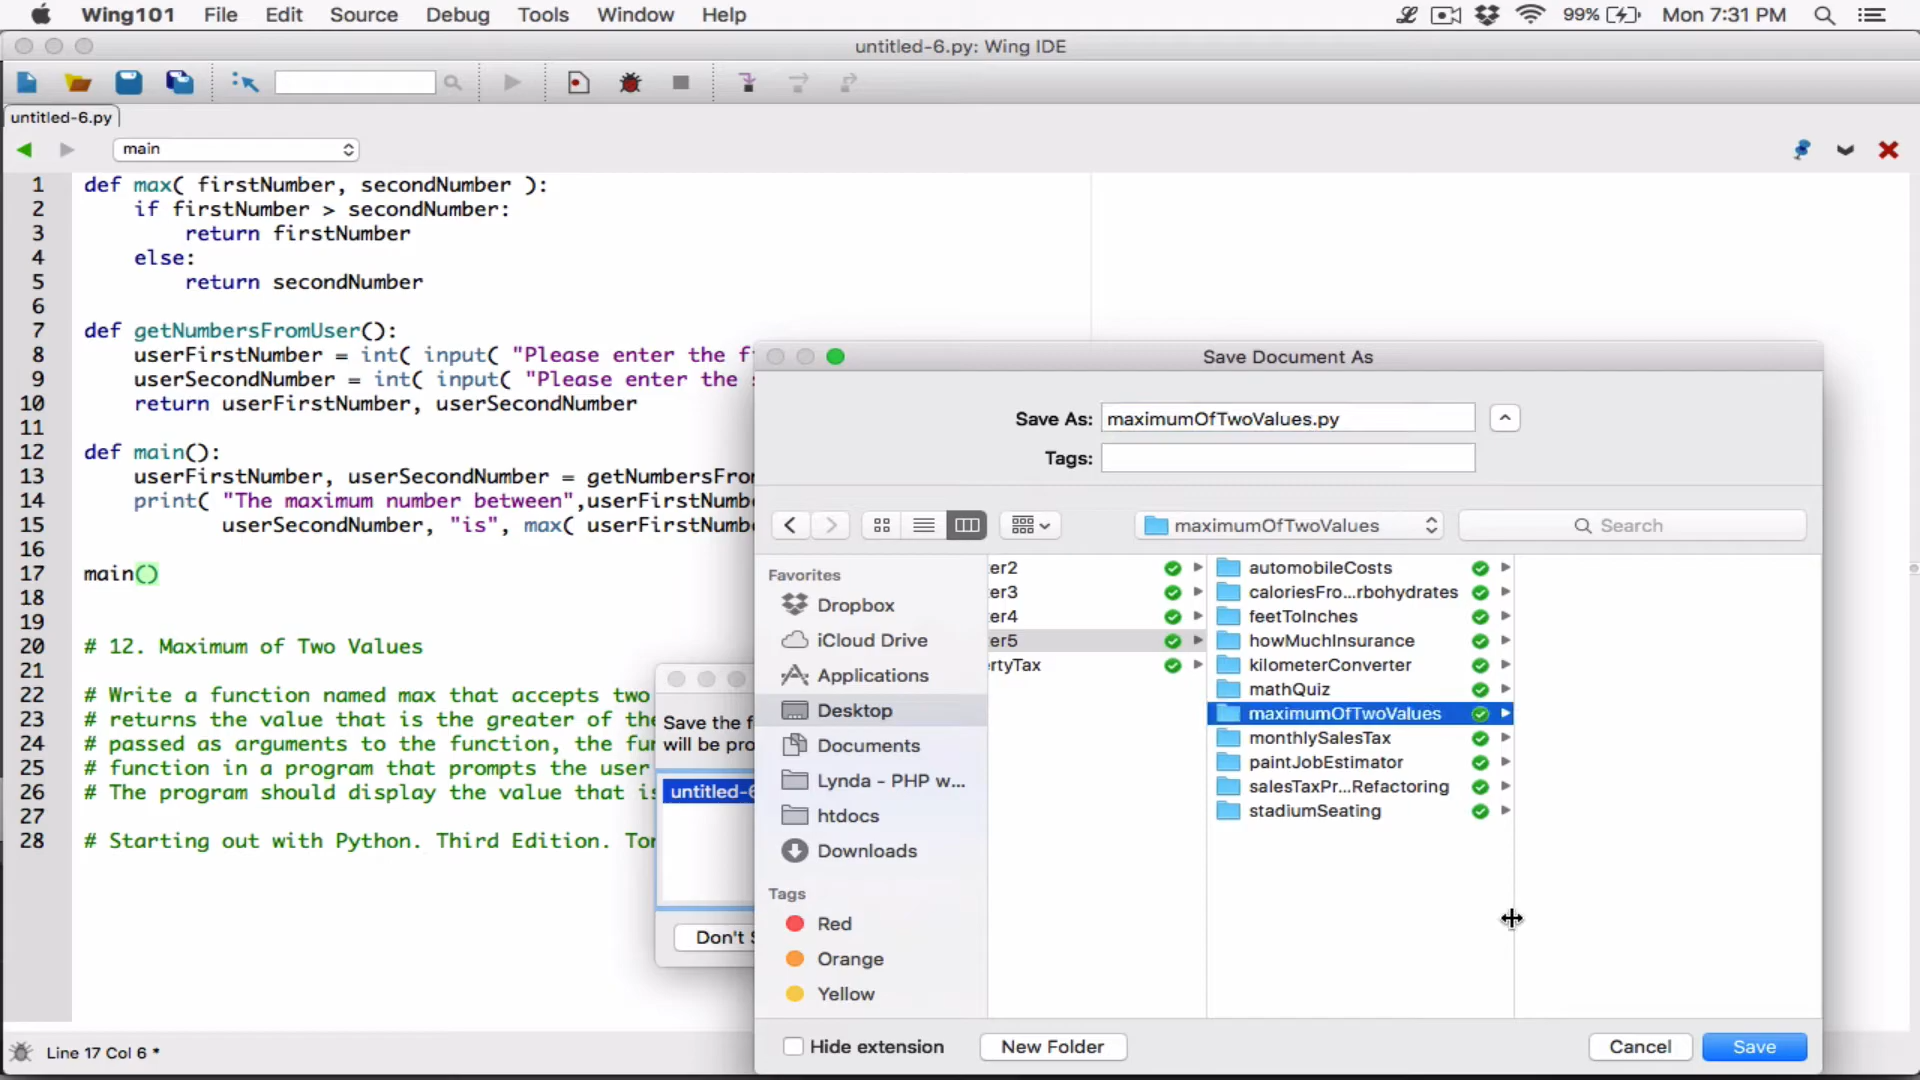 Wing101 File Edit Source Debug Tools Window Help 99% Mon 7:31 PM
untitled-6.py: Wing IDE
untitled-6.py
main
1 def max( firstNumber, secondNumber ):
2 if firstNumber > secondNumber:
3 return firstNumber
4 else:
5 return secondNumber
6
7 def getNumbersFromUser():
8 userFirstNumber = int( input( "Please enter the f
9 userSecondNumber = int( input( "Please enter the
10 return userFirstNumber, userSecondNumber
11
12 def main():
13 userFirstNumber, userSecondNumber = getNumbersFro
14 print( "The maximum number between",userFirstNumb
15 userSecondNumber, "is", max( userFirstNumb
16
17 main()
18
19
20 # 12. Maximum of Two Values
21
22 # Write a function named max that accepts two
23 # returns the value that is the greater of the
24 # passed as arguments to the function, the fu
25 # function in a program that prompts the user
26 # The program should display the value that is
27
28 # Starting out with Python. Third Edition. To
Line 17 Col 6 *
Save the f
will be pro
untitled-6
Don't S
Save Document As
Save As: maximumOfTwoValues.py
Tags:
maximumOfTwoValues
Search
Favorites
Dropbox
iCloud Drive
Applications
Desktop
Documents
Lynda - PHP w...
htdocs
Downloads
Tags
Red
Orange
Yellow
er2
er3
er4
er5
rtyTax
automobileCosts
caloriesFro...rbohydrates
feetToInches
howMuchInsurance
kilometerConverter
mathQuiz
maximumOfTwoValues
monthlySalesTax
paintJobEstimator
salesTaxPr...Refactoring
stadiumSeating
Hide extension
New Folder
Cancel
Save